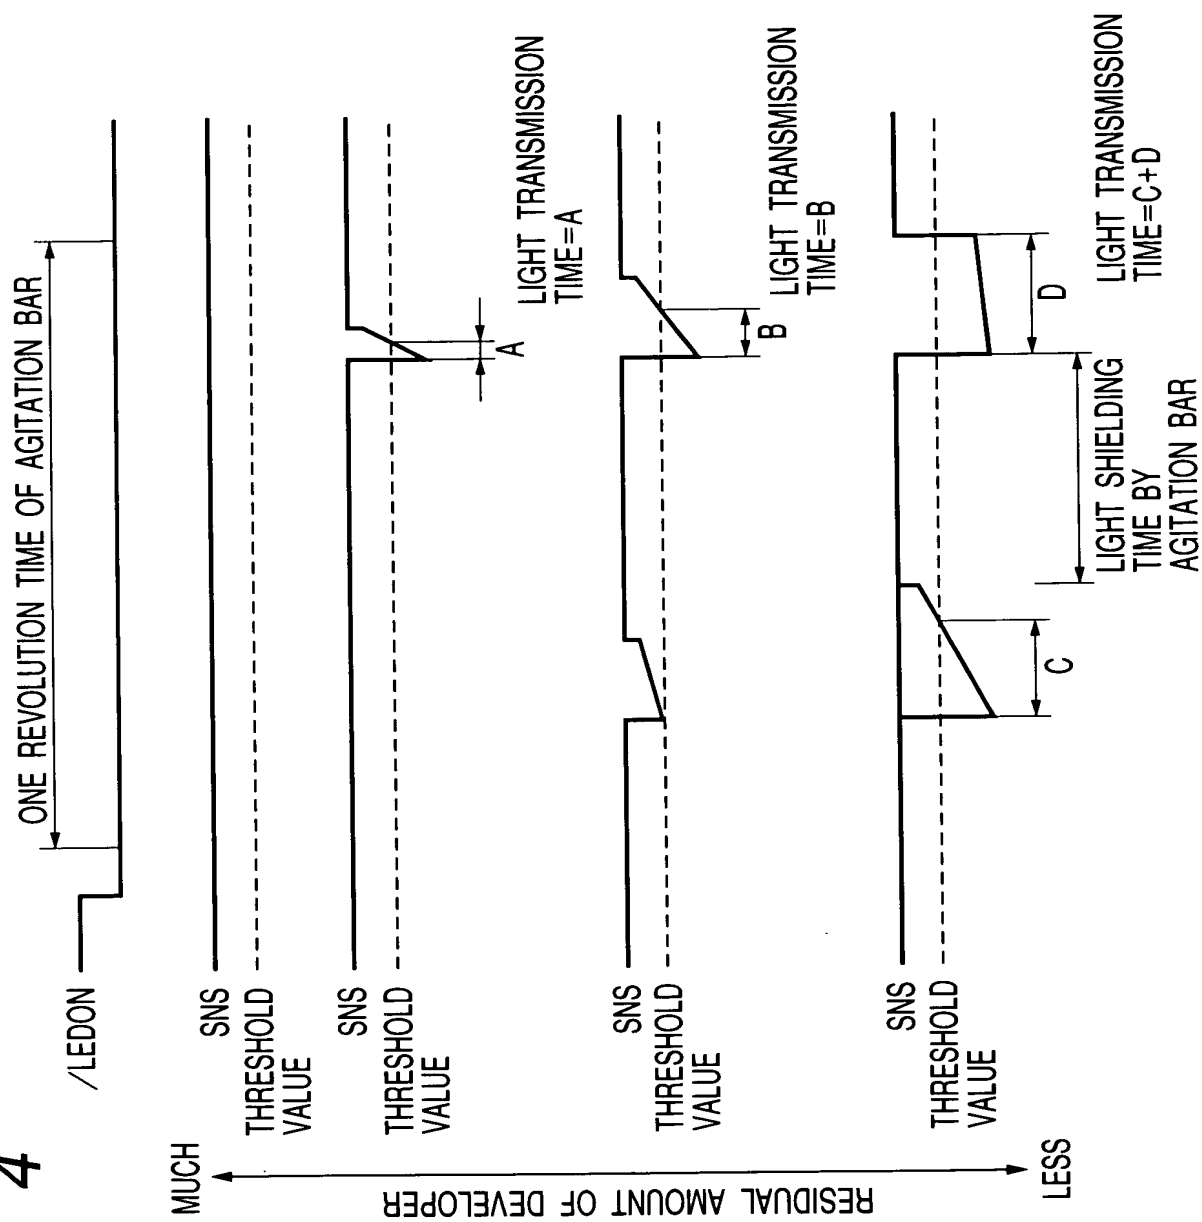 4
/LEDON
ONE REVOLUTION TIME OF AGITATION BAR
MUCH
SNS
THRESHOLD
VALUE
SNS
THRESHOLD
VALUE
A
LIGHT TRANSMISSION
TIME=A
RESIDUAL AMOUNT OF DEVELOPER
SNS
THRESHOLD
VALUE
B
LIGHT TRANSMISSION
TIME=B
SNS
THRESHOLD
VALUE
C
LIGHT SHIELDING
TIME BY
AGITATION BAR
D
LIGHT TRANSMISSION
TIME=C+D
LESS